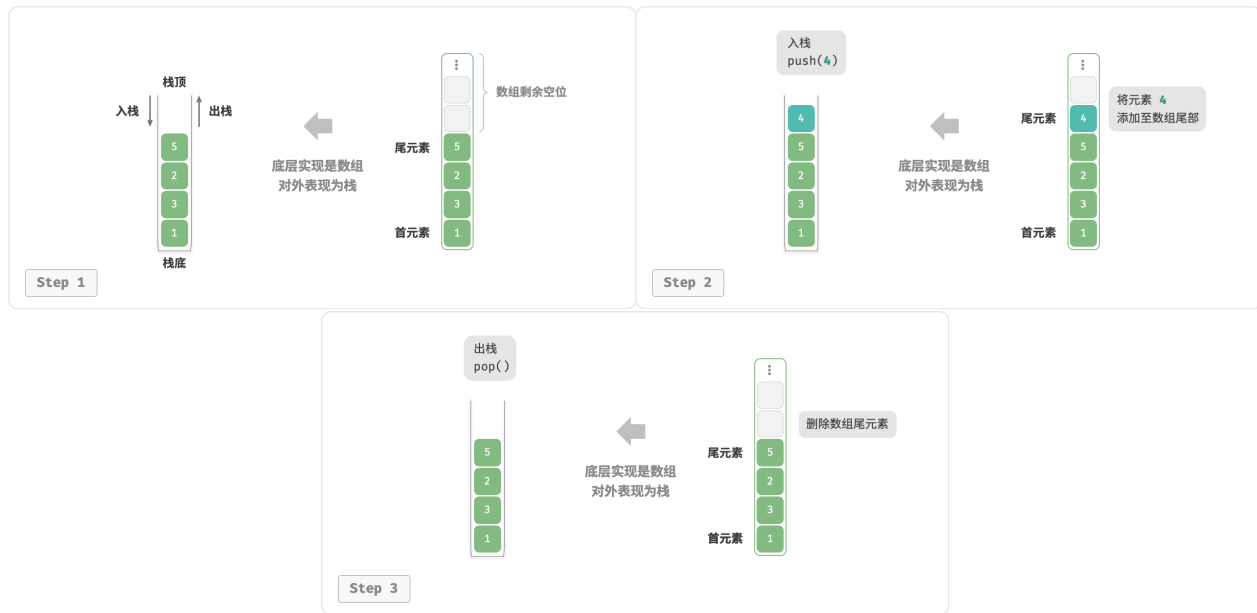 栈顶
入栈
出栈
5
2
3
1
栈底
底层实现是数组
对外表现为栈
数组剩余空位
尾元素
5
2
3
首元素
1
Step 1
入栈
push(4)
4
5
2
3
1
底层实现是数组
对外表现为栈
将元素 4
添加至数组尾部
尾元素
4
5
2
3
首元素
1
Step 2
出栈
pop()
5
2
3
1
底层实现是数组
对外表现为栈
删除数组尾元素
尾元素
5
2
3
首元素
1
Step 3